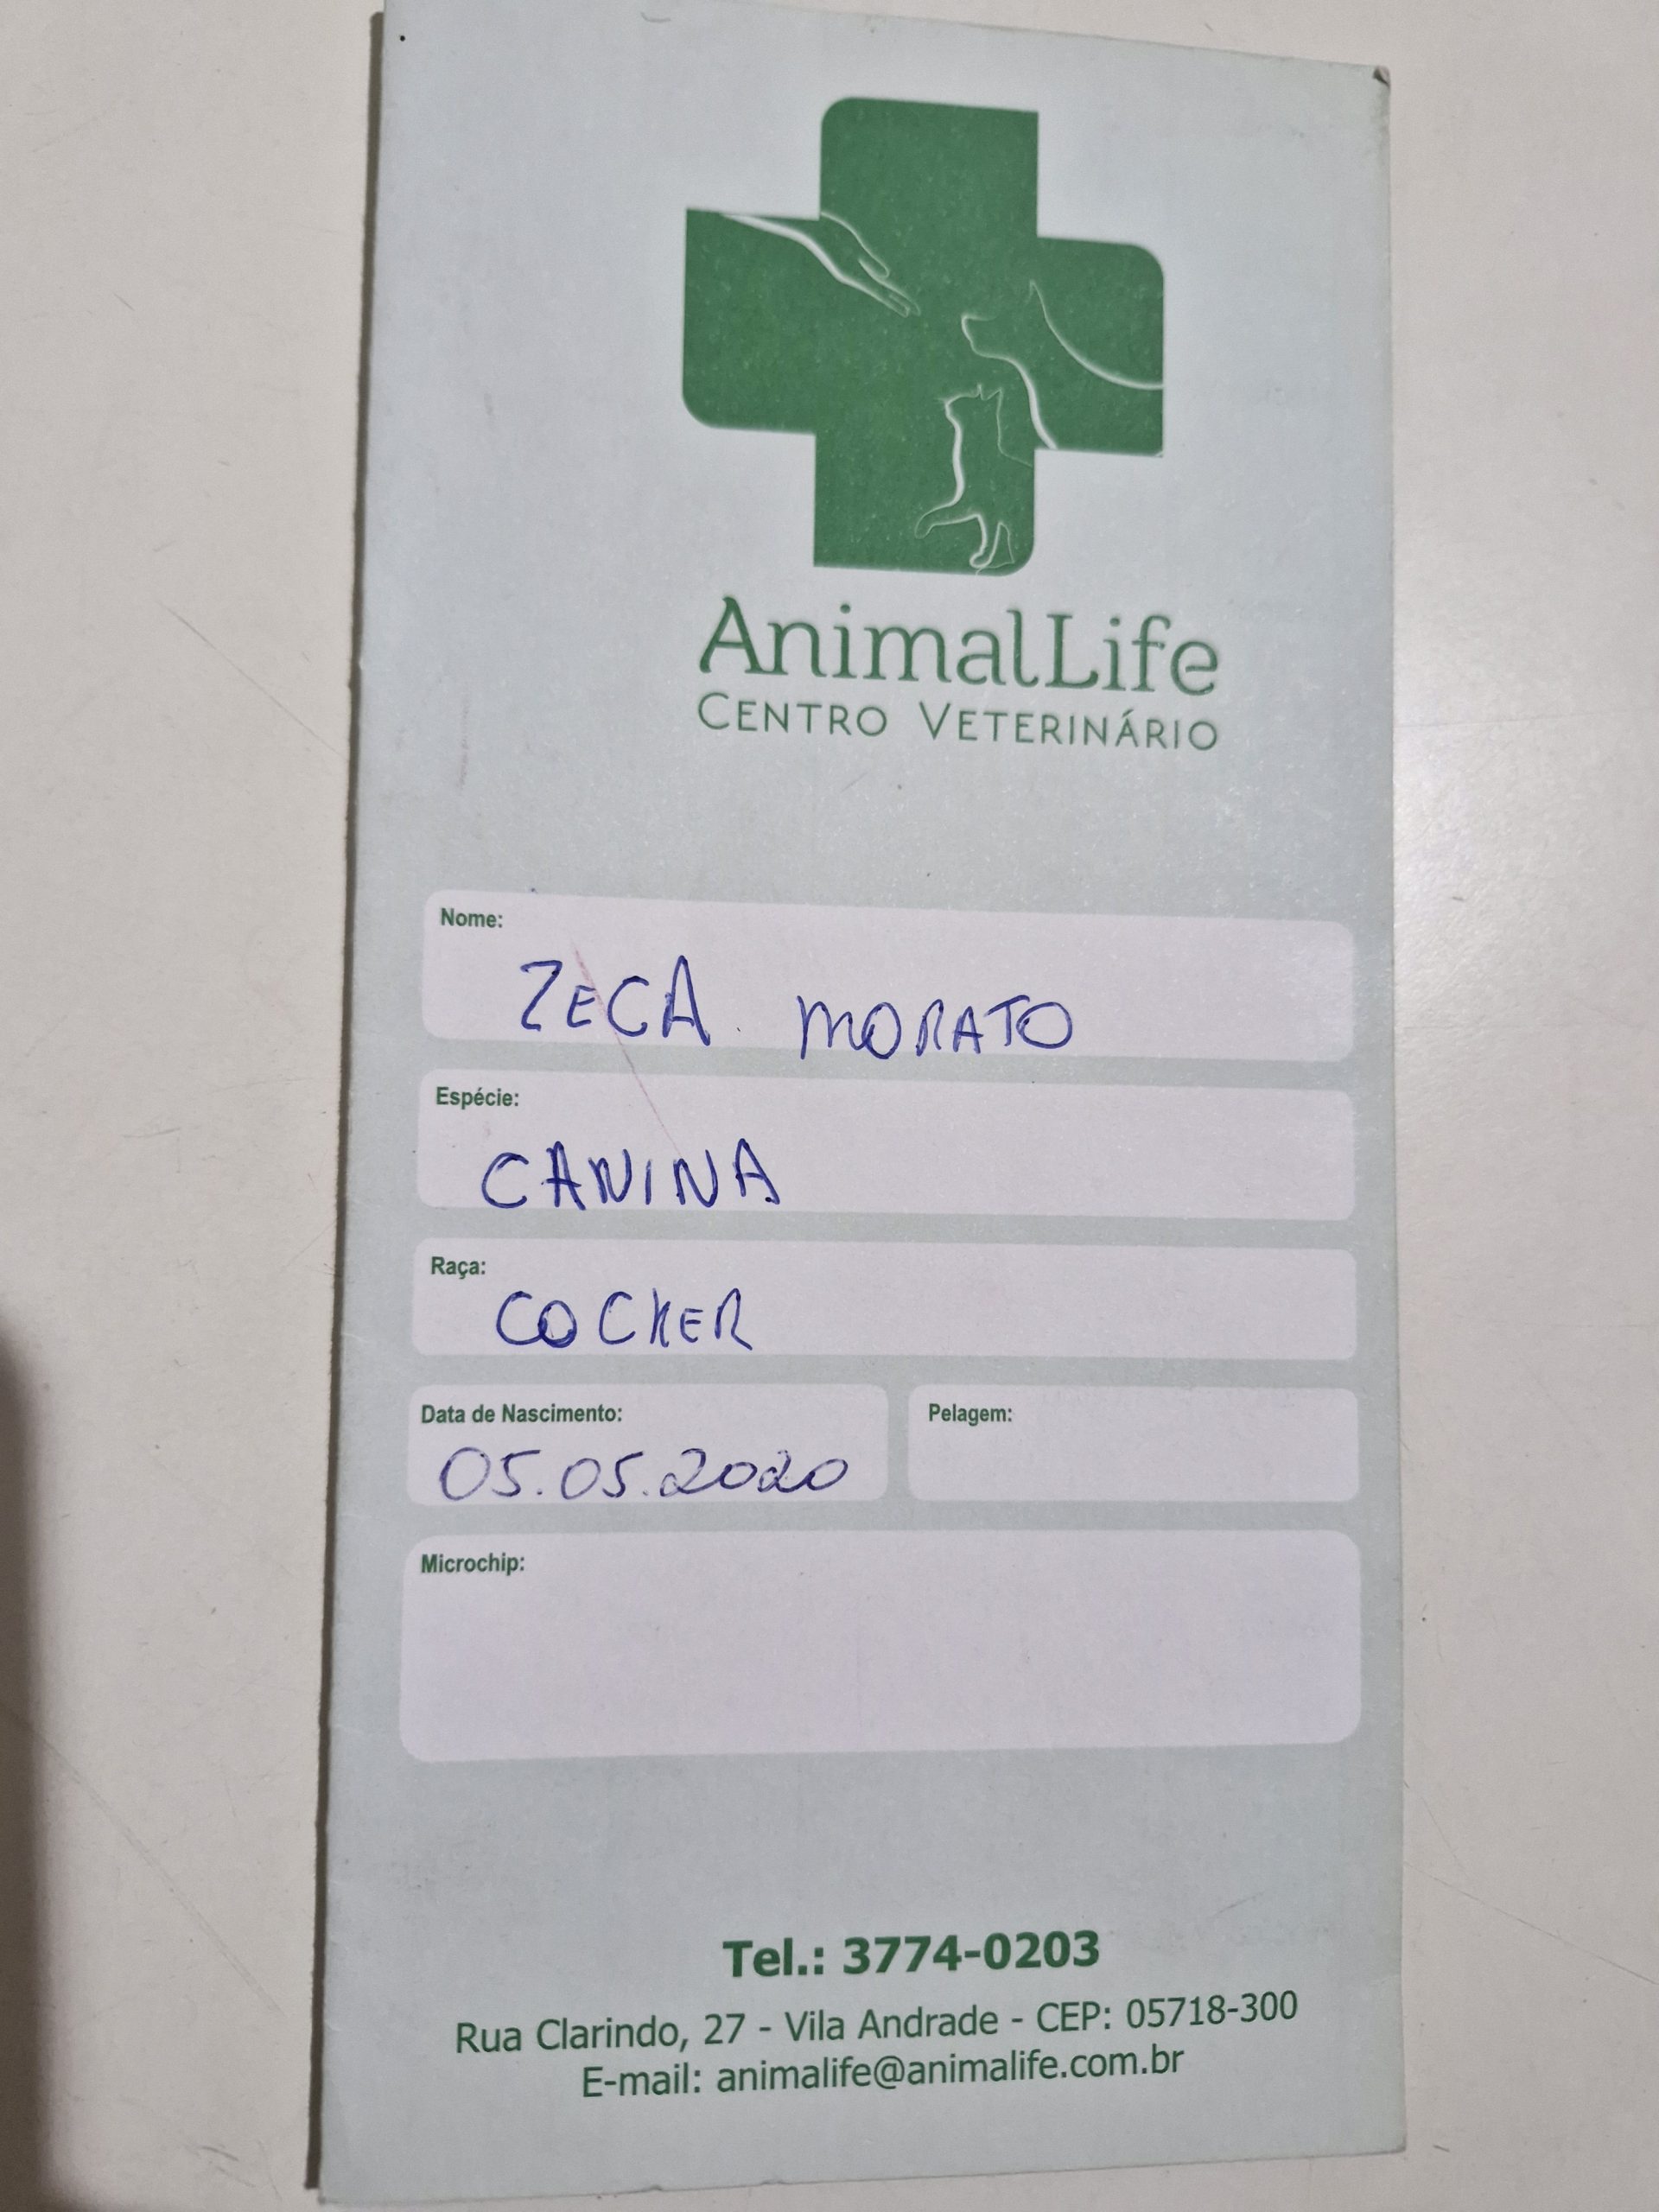 AnimalLife
CENTRO VETERINÁRIO
Nome:
ZECA MORATO
Espécie:
CANINA
Raça:
COCKER
Data de Nascimento:
05.05.2020
Pelagem:
Microchip:
Tel.: 3774-0203
Rua Clarindo, 27 - Vila Andrade - CEP: 05718-300
E-mail: animalife@animalife.com.br